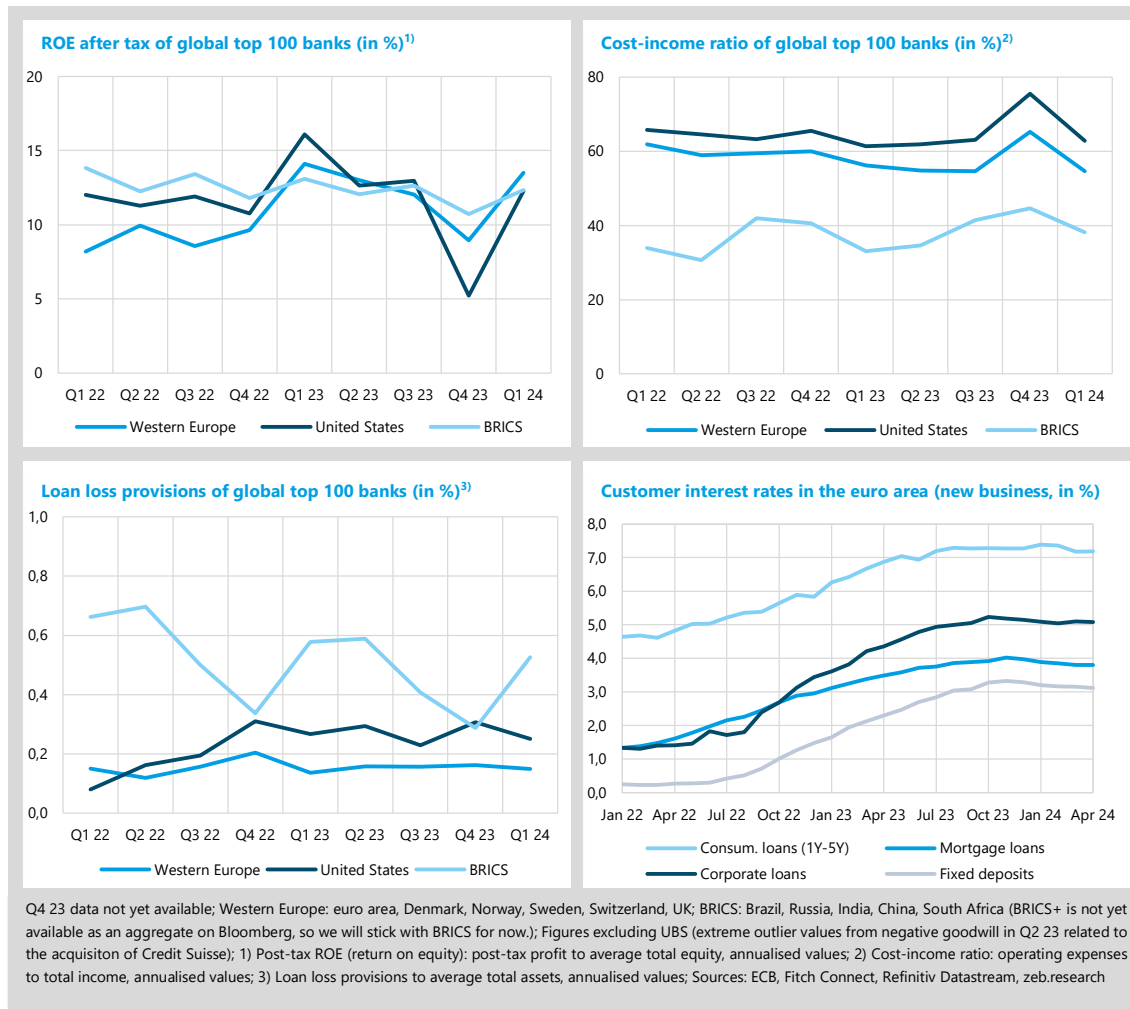 ROE after tax of global top 100 banks (in %)1)
20
15
10
5
0
Q1 22 Q2 22 Q3 22 Q4 22 Q1 23 Q2 23 Q3 23 Q4 23 Q1 24
Western Europe United States BRICS
Cost-income ratio of global top 100 banks (in %)2)
80
60
40
20
0
Q1 22 Q2 22 Q3 22 Q4 22 Q1 23 Q2 23 Q3 23 Q4 23 Q1 24
Western Europe United States BRICS
Loan loss provisions of global top 100 banks (in %)3)
1,0
0,8
0,6
0,4
0,2
0,0
Q1 22 Q2 22 Q3 22 Q4 22 Q1 23 Q2 23 Q3 23 Q4 23 Q1 24
Western Europe United States BRICS
Customer interest rates in the euro area (new business, in %)
8,0
7,0
6,0
5,0
4,0
3,0
2,0
1,0
0,0
Jan 22 Apr 22 Jul 22 Oct 22 Jan 23 Apr 23 Jul 23 Oct 23 Jan 24 Apr 24
Consum. loans (1Y-5Y) Mortgage loans
Corporate loans Fixed deposits
Q4 23 data not yet available; Western Europe: euro area, Denmark, Norway, Sweden, Switzerland, UK; BRICS: Brazil, Russia, India, China, South Africa (BRICS+ is not yet
available as an aggregate on Bloomberg, so we will stick with BRICS for now.); Figures excluding UBS (extreme outlier values from negative goodwill in Q2 23 related to
the acquisiton of Credit Suisse); 1) Post-tax ROE (return on equity): post-tax profit to average total equity, annualised values; 2) Cost-income ratio: operating expenses
to total income, annualised values; 3) Loan loss provisions to average total assets, annualised values; Sources: ECB, Fitch Connect, Refinitiv Datastream, zeb.research